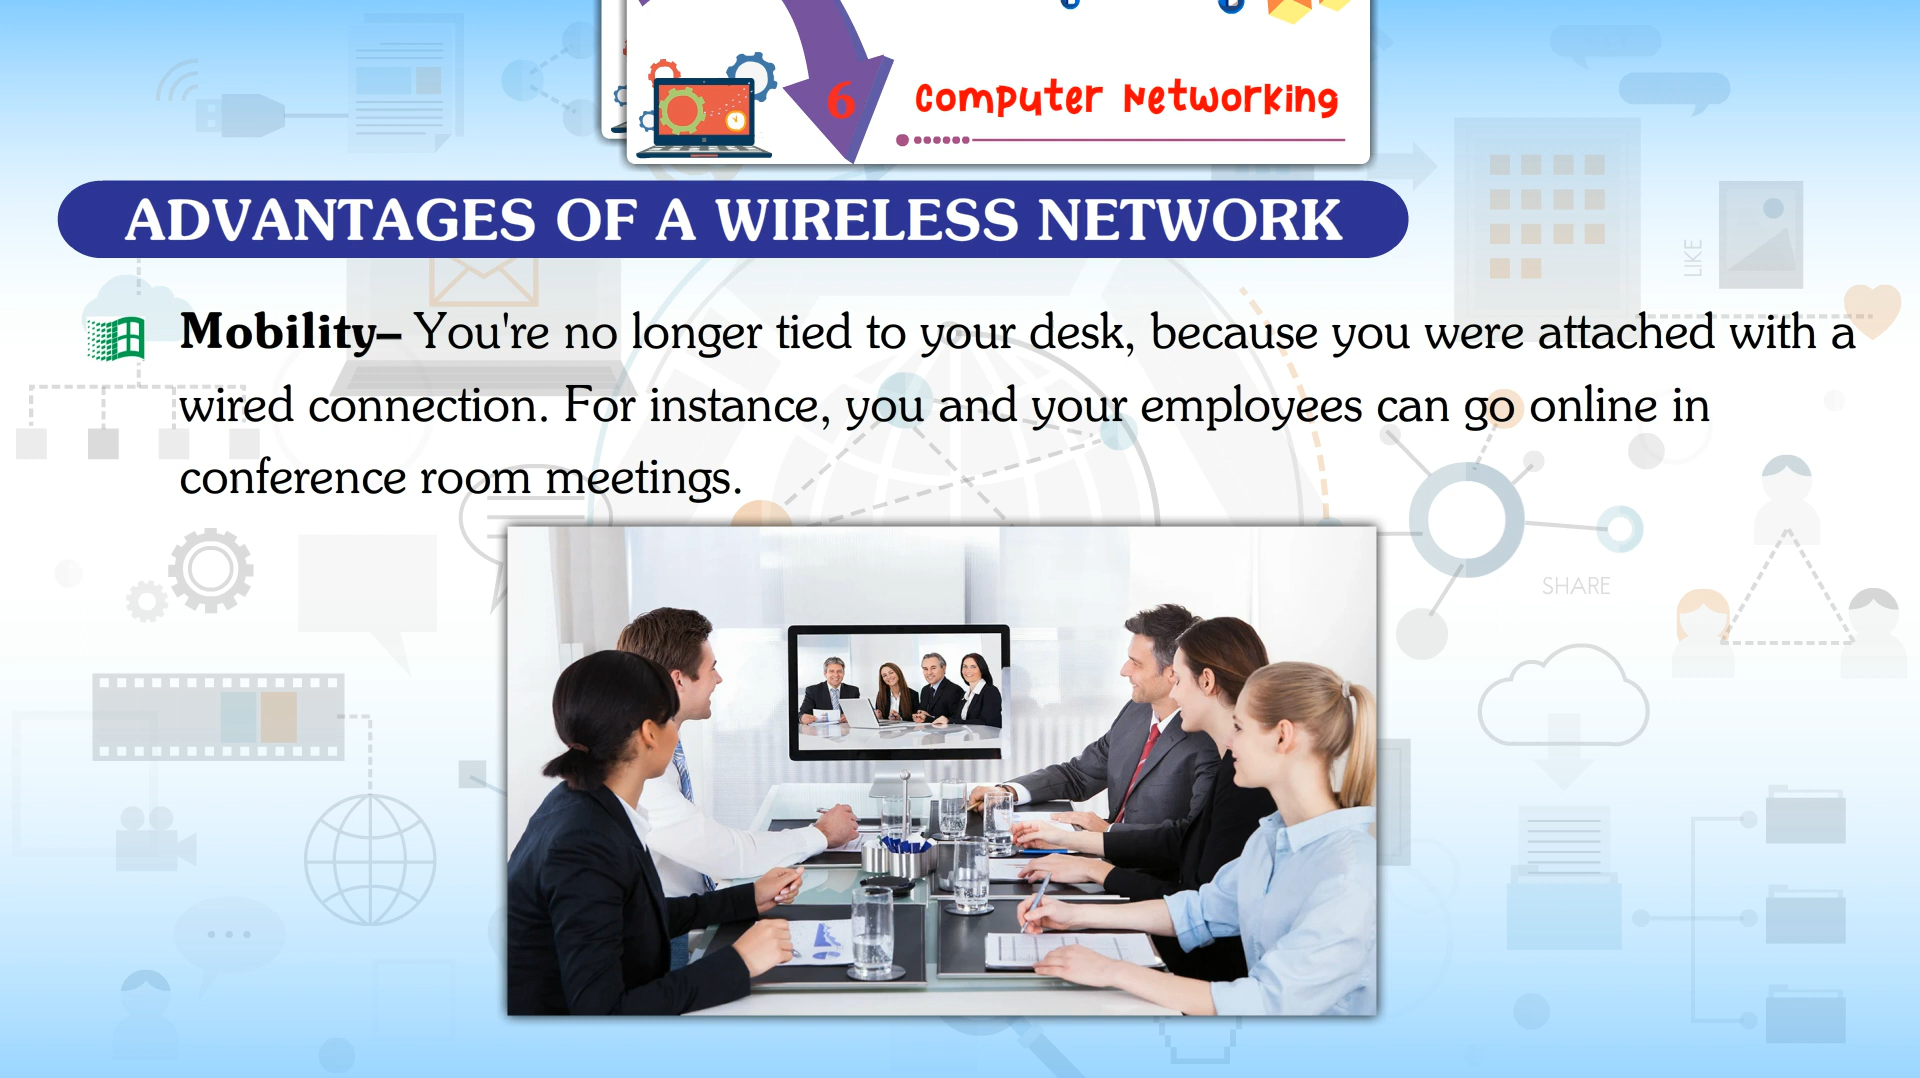 6 Computer Networking
ADVANTAGES OF A WIRELESS NETWORK
Mobility– You're no longer tied to your desk, because you were attached with a
wired connection. For instance, you and your employees can go online in
conference room meetings.
LIKE
SHARE